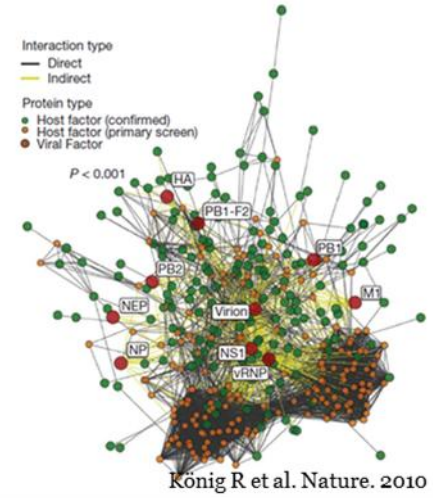 Interaction type
Direct
Indirect
Protein type
Host factor (confirmed)
Host factor (primary screen)
Viral Factor
P < 0.001
HA
PB1-F2
PB1
PB2
M1
NEP
Virion
NP
NS1
vRNP
König R et al. Nature. 2010